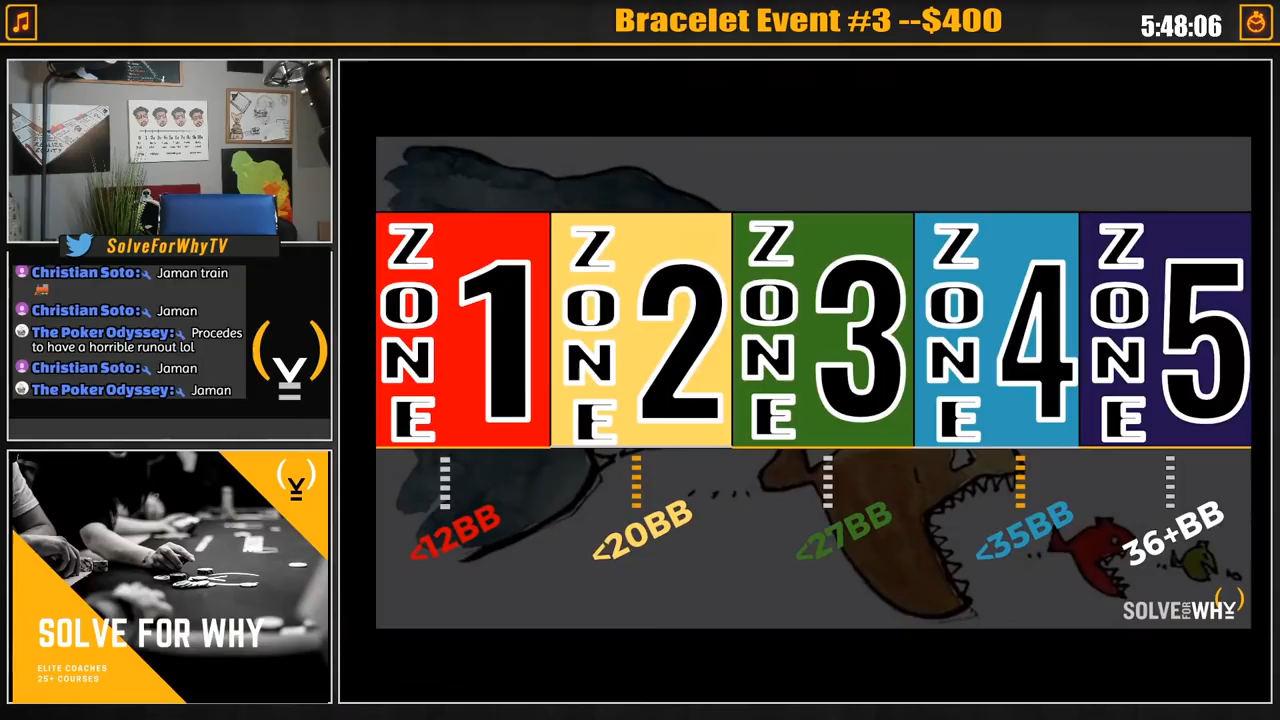 Bracelet Event #3 --$400
5:48:06
SolveForWhyTV
Christian Soto: Jaman train
Christian Soto: Jaman
The Poker Odyssey: Procedes
to have a horrible runout lol
Christian Soto: Jaman
The Poker Odyssey: Jaman
SOLVE FOR WHY
ELITE COACHES
25+ COURSES
ZONE 1
ZONE 2
ZONE 3
ZONE 4
ZONE 5
<12BB
<20BB
<27BB
<35BB
36+BB
SOLVE FOR WHY